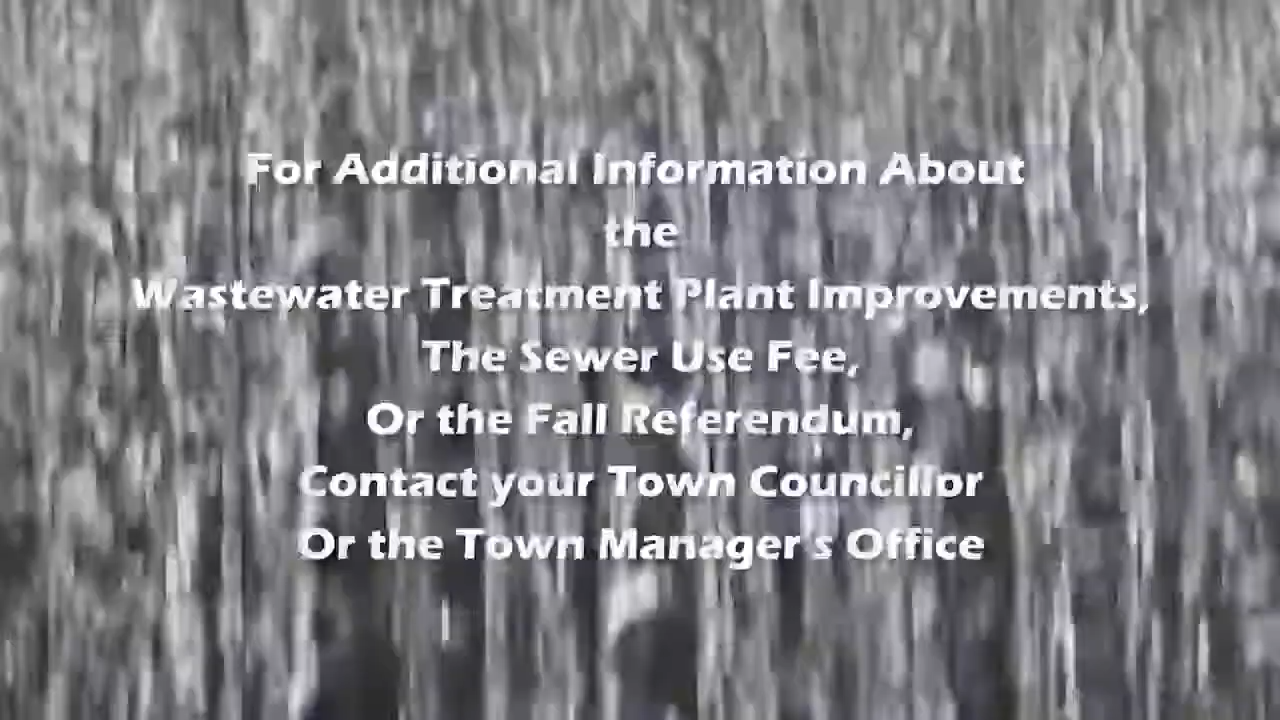 For Additional Information About
the
Wastewater Treatment Plant Improvements,
The Sewer Use Fee,
Or the Fall Referendum,
Contact your Town Councillor
Or the Town Manager's Office